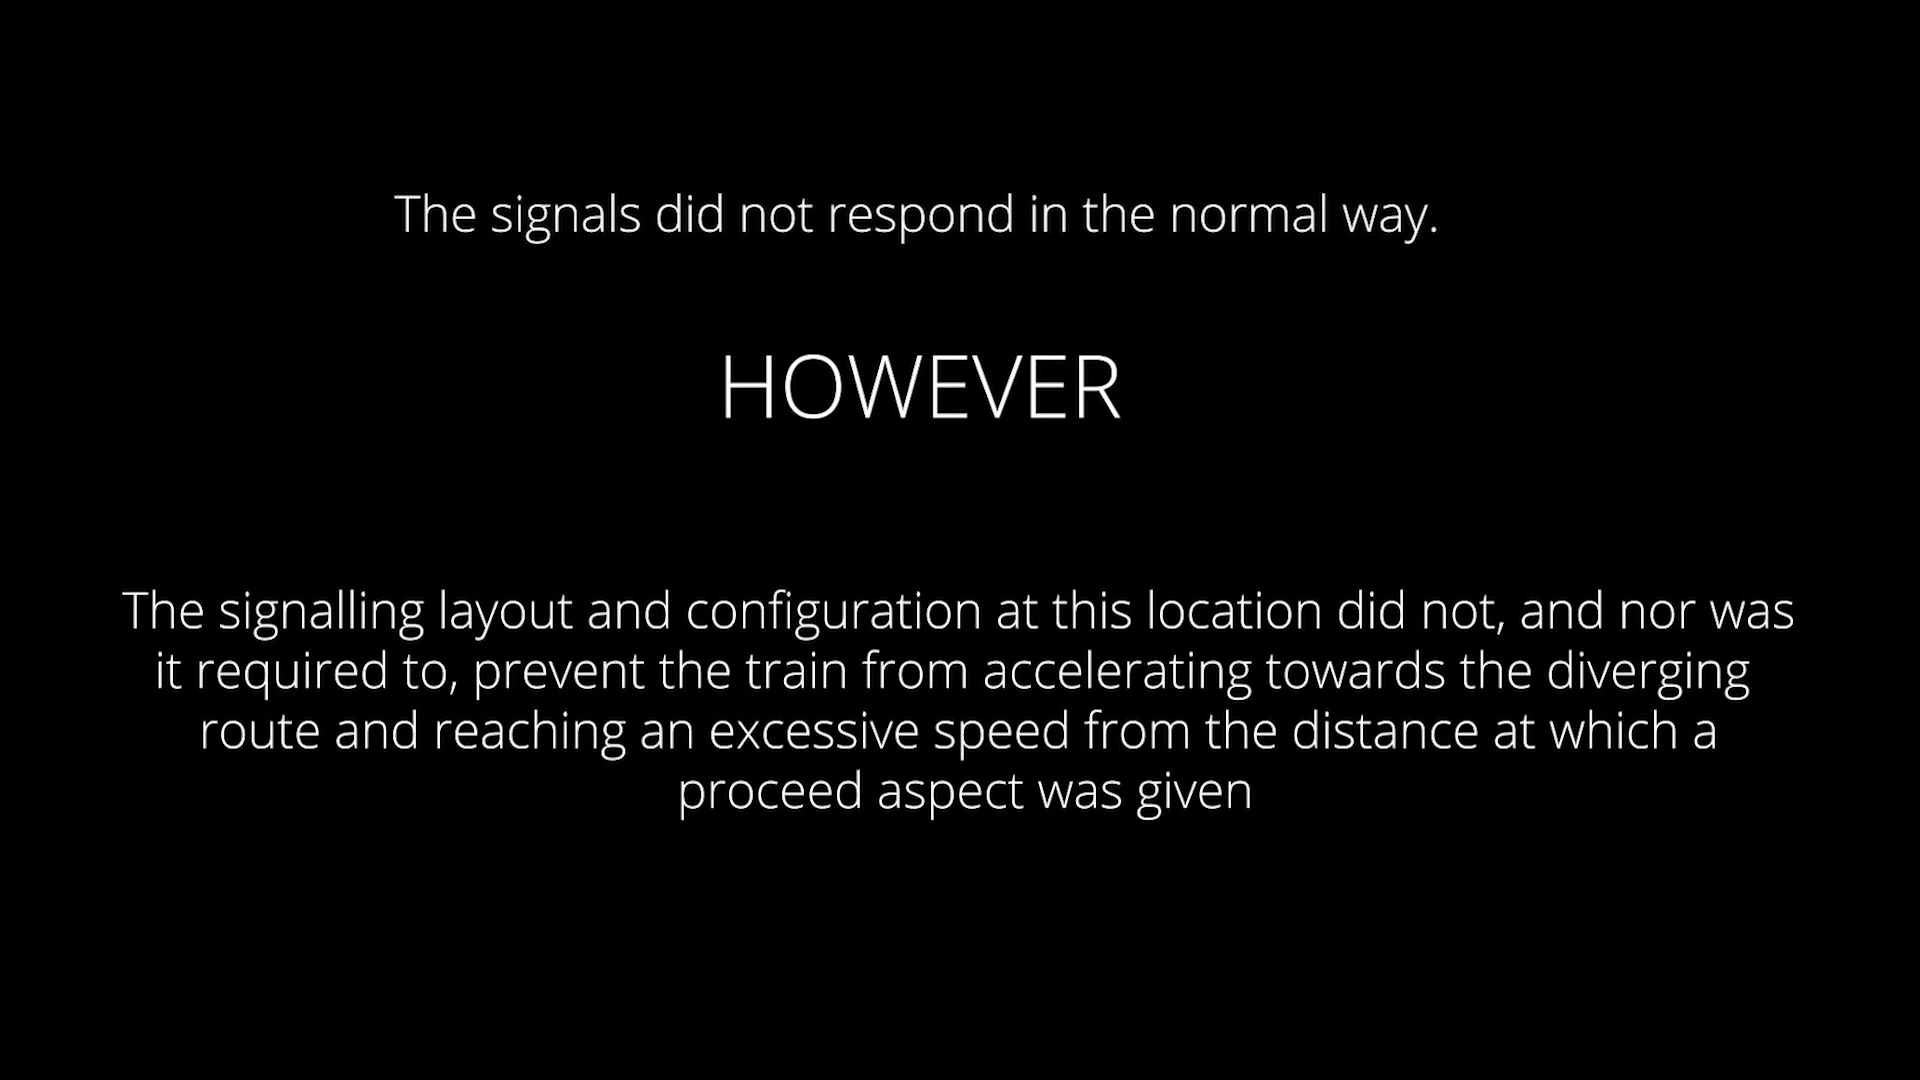 The signals did not respond in the normal way.
HOWEVER
The signalling layout and configuration at this location did not, and nor was
it required to, prevent the train from accelerating towards the diverging
route and reaching an excessive speed from the distance at which a
proceed aspect was given